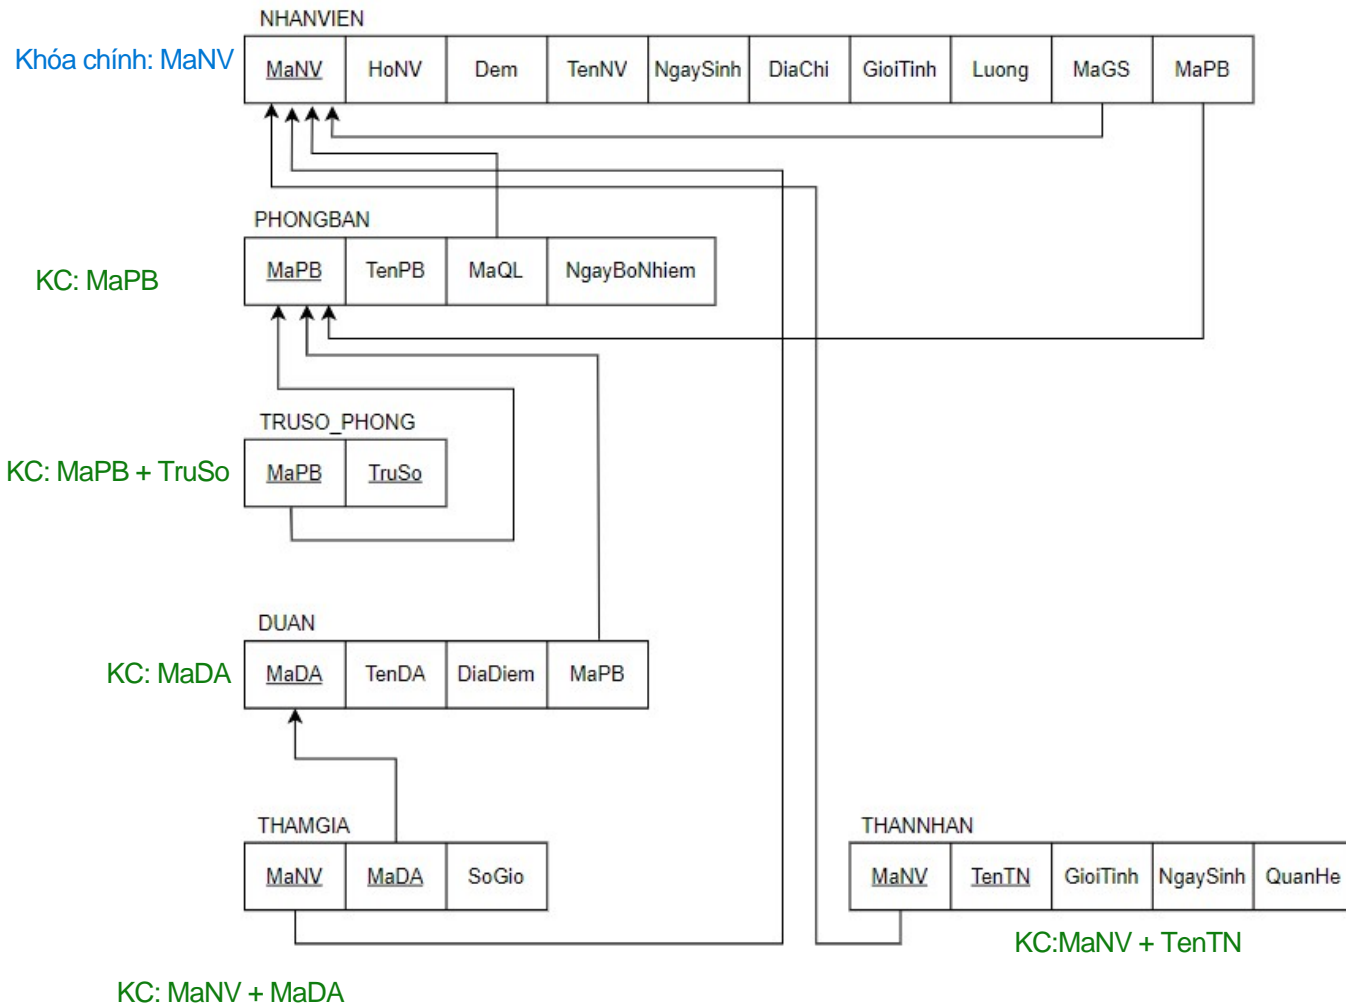 NHANVIEN
Khóa chính: MaNV
MaNV HoNV Dem TenNV NgaySinh DiaChi GioiTinh Luong MaGS MaPB
PHONGBAN
KC: MaPB
MaPB TenPB MaQL NgayBoNhiem
TRUSO_PHONG
KC: MaPB + TruSo
MaPB TruSo
DUAN
KC: MaDA
MaDA TenDA DiaDiem MaPB
THAMGIA
MaNV MaDA SoGio
KC: MaNV + MaDA
THANNHAN
MaNV TenTN GioiTinh NgaySinh QuanHe
KC:MaNV + TenTN